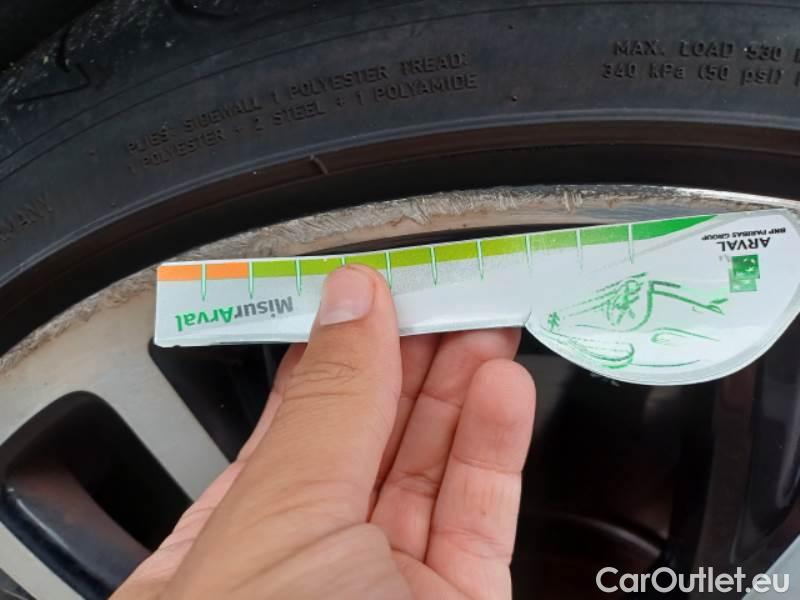 PLIES: SIDEWALL 1 POLYESTER TREAD:
1 POLYESTER + 2 STEEL + 1 POLYAMIDE
MAX. LOAD 530
340 kPa (50 psi)
MisurArval
ARVAL
BNP PARIBAS GROUP
CarOutlet.eu